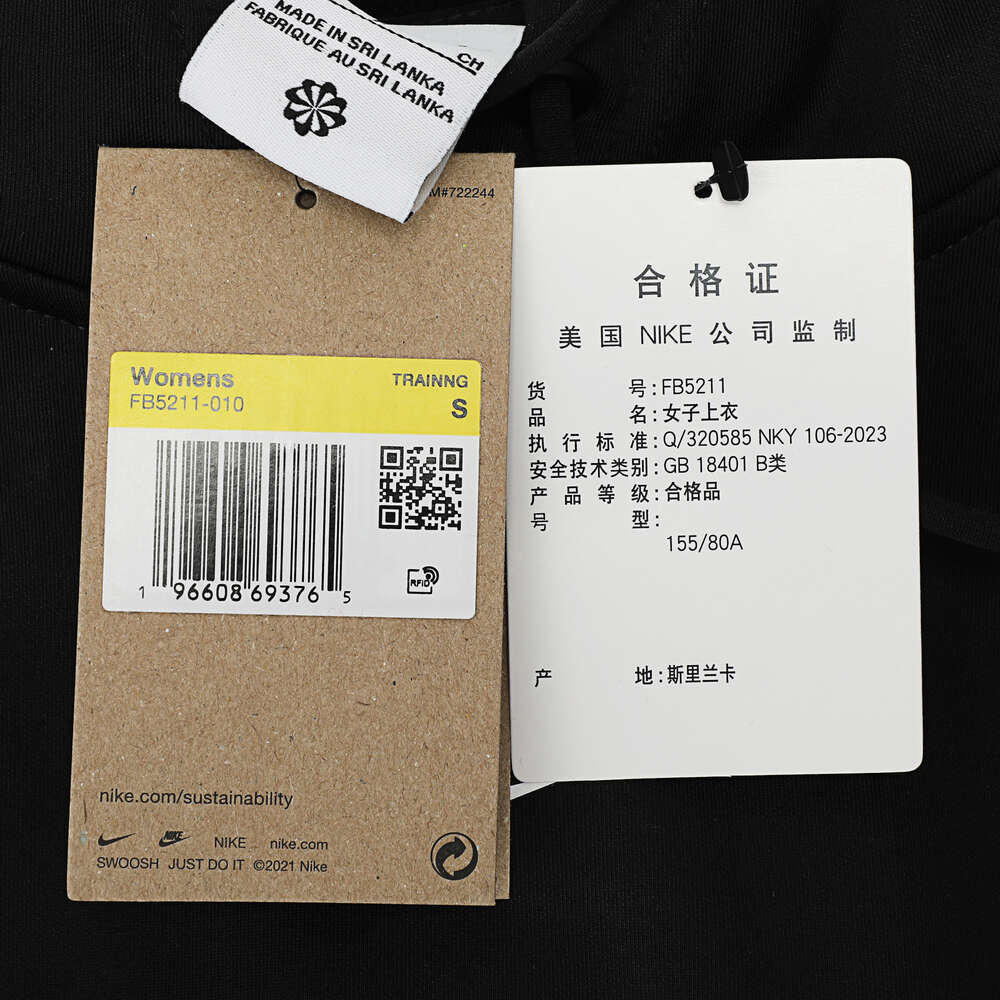 MADE IN SRI LANKA
FABRIQUE AU SRI LANKA
CH
M#722244
Womens
TRAINNG
FB5211-010
S
RFID
1 96608 69376 5
nike.com/sustainability
NIKE
NIKE nike.com
SWOOSH JUST DO IT ©2021 Nike
合格证
美国 NIKE 公司监制
货 号:FB5211
品 名:女子上衣
执行标准:Q/320585 NKY 106-2023
安全技术类别:GB 18401 B类
产品等级:合格品
号 型:
155/80A
产 地:斯里兰卡